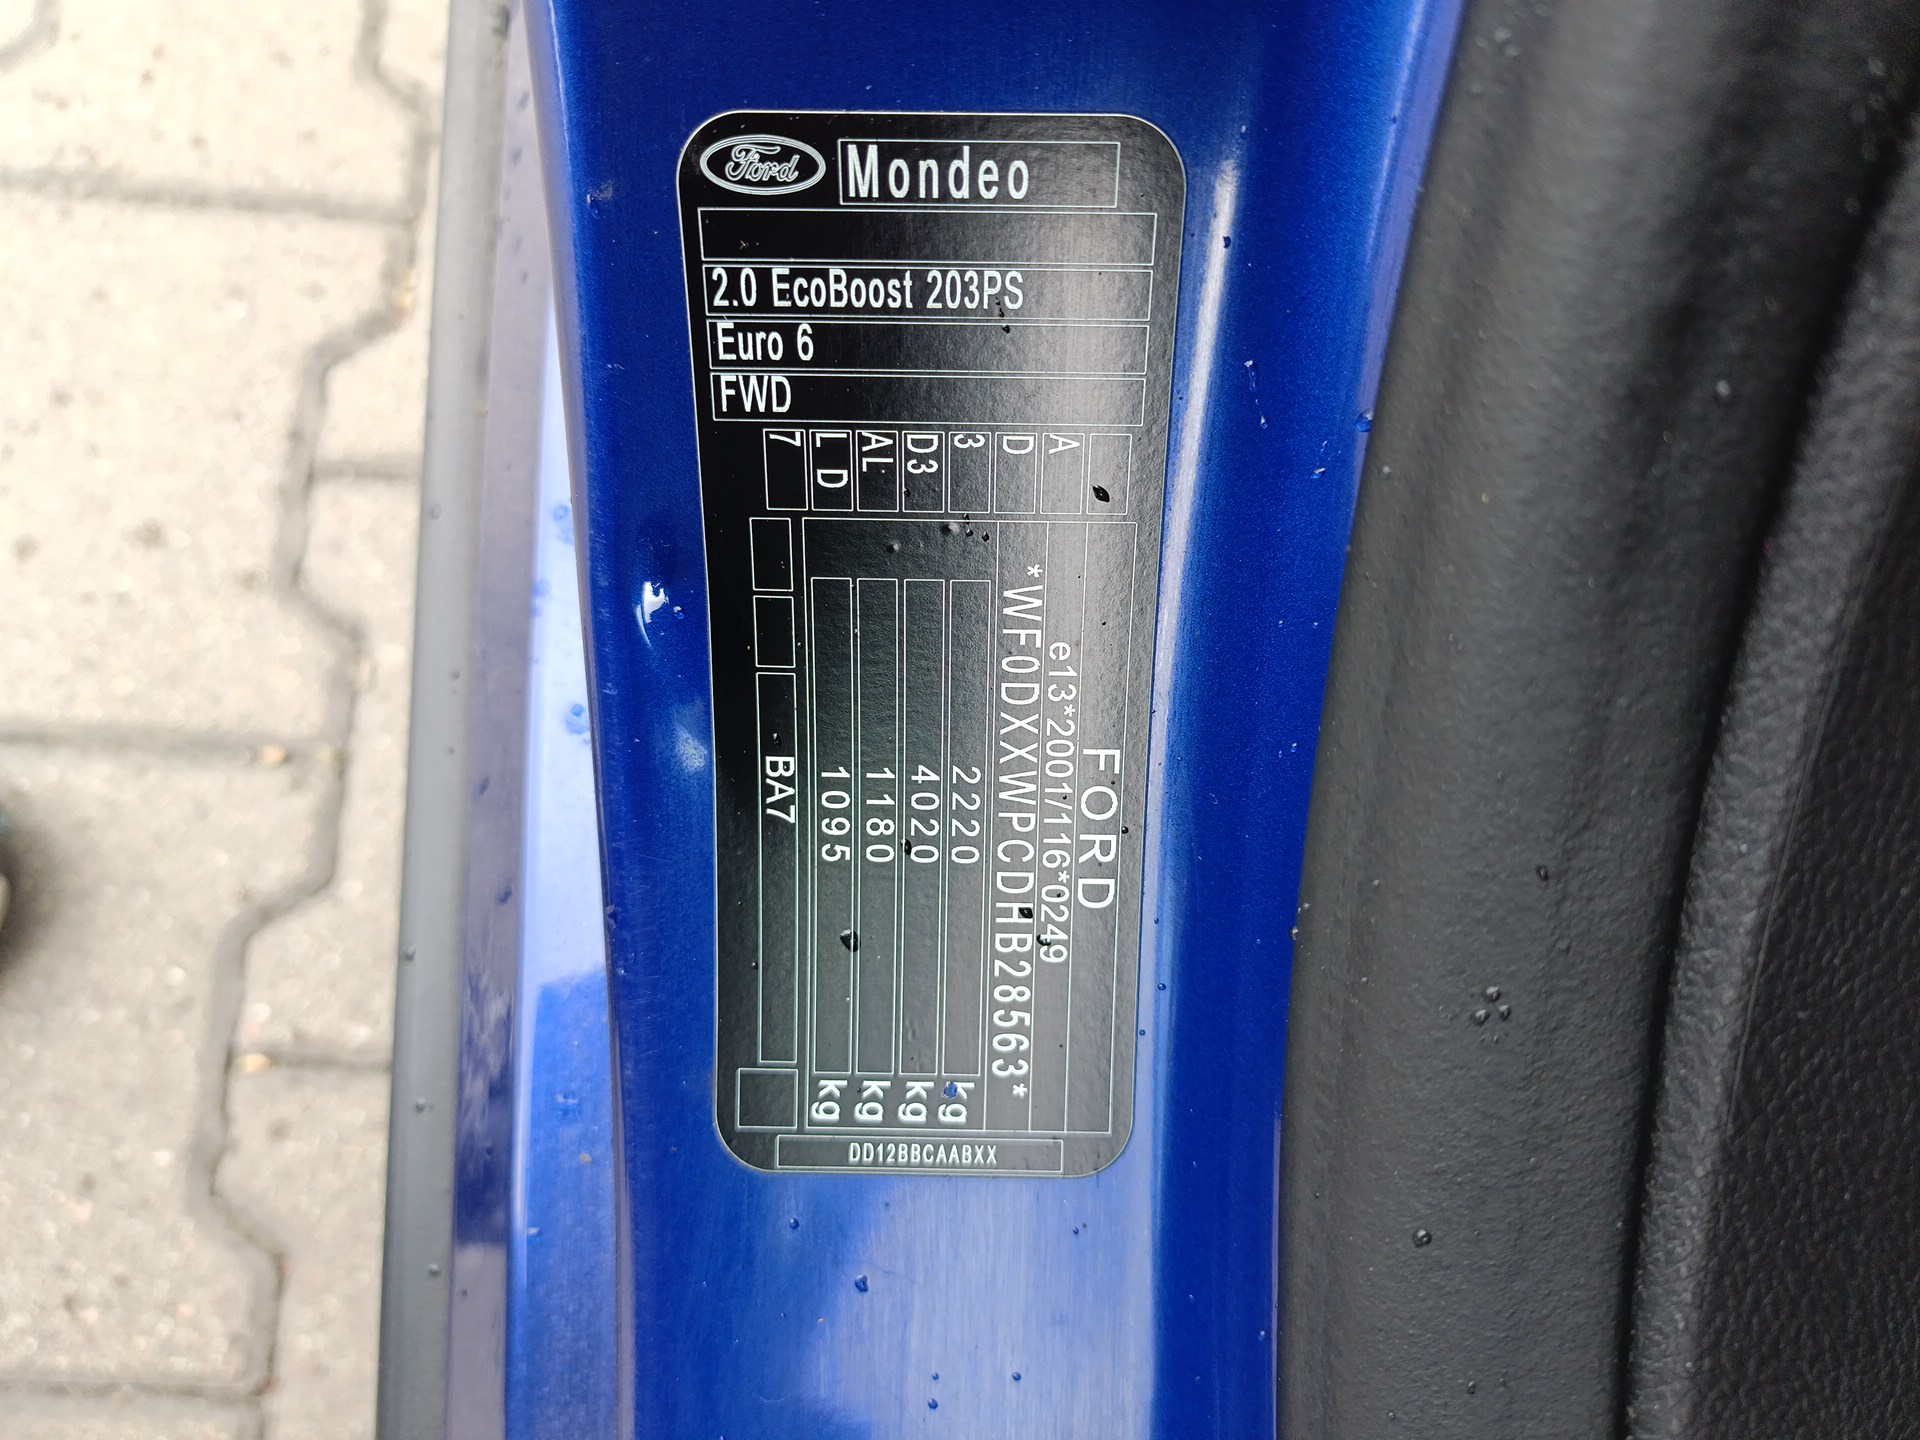 Ford
Mondeo
2.0 EcoBoost 203PS
Euro 6
FWD
A
D
3
D3
AL
L D
7
FORD
e13*2001/116*0249
*WF0DXXWPCDHB28563*
2220 kg
4020 kg
1180 kg
1095 kg
BA7
DD12BBCAABXX